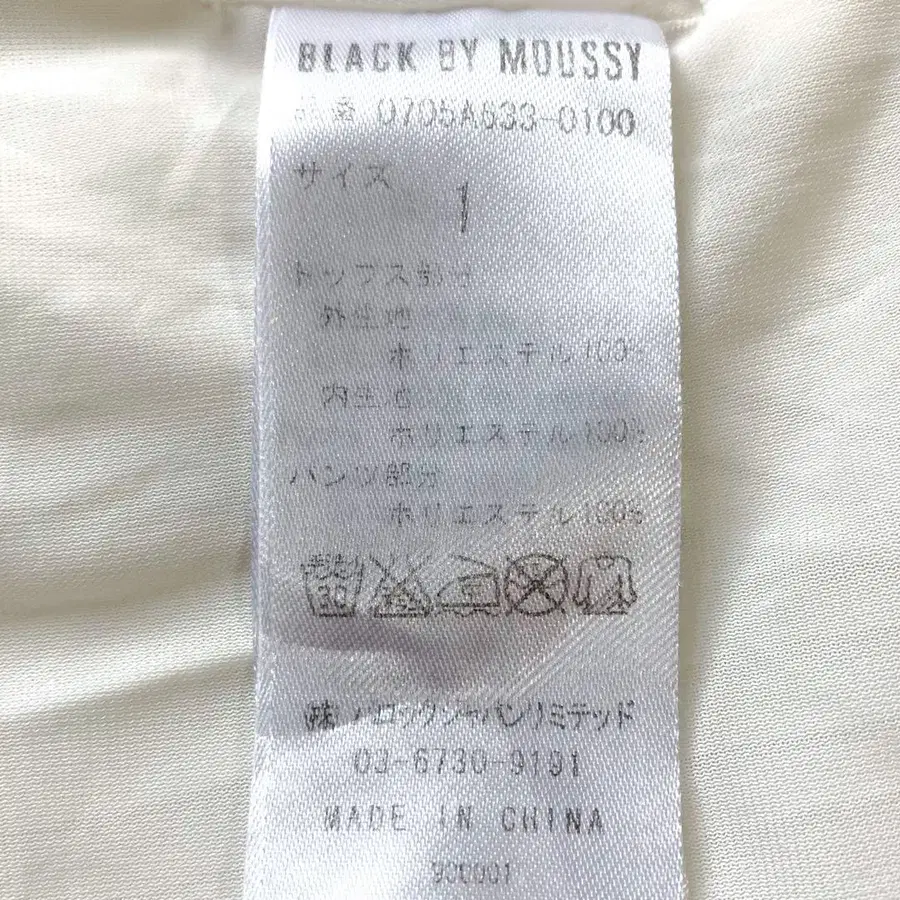 BLACK BY MOUSSY
品番 0705A633-0100
サイズ
1
トップス部分
外生地
ポリエステル100%
内生地
ポリエステル100%
パンツ部分
ポリエステル100%
(株)バロックジャパンリミテッド
03-6730-9191
MADE IN CHINA
900001